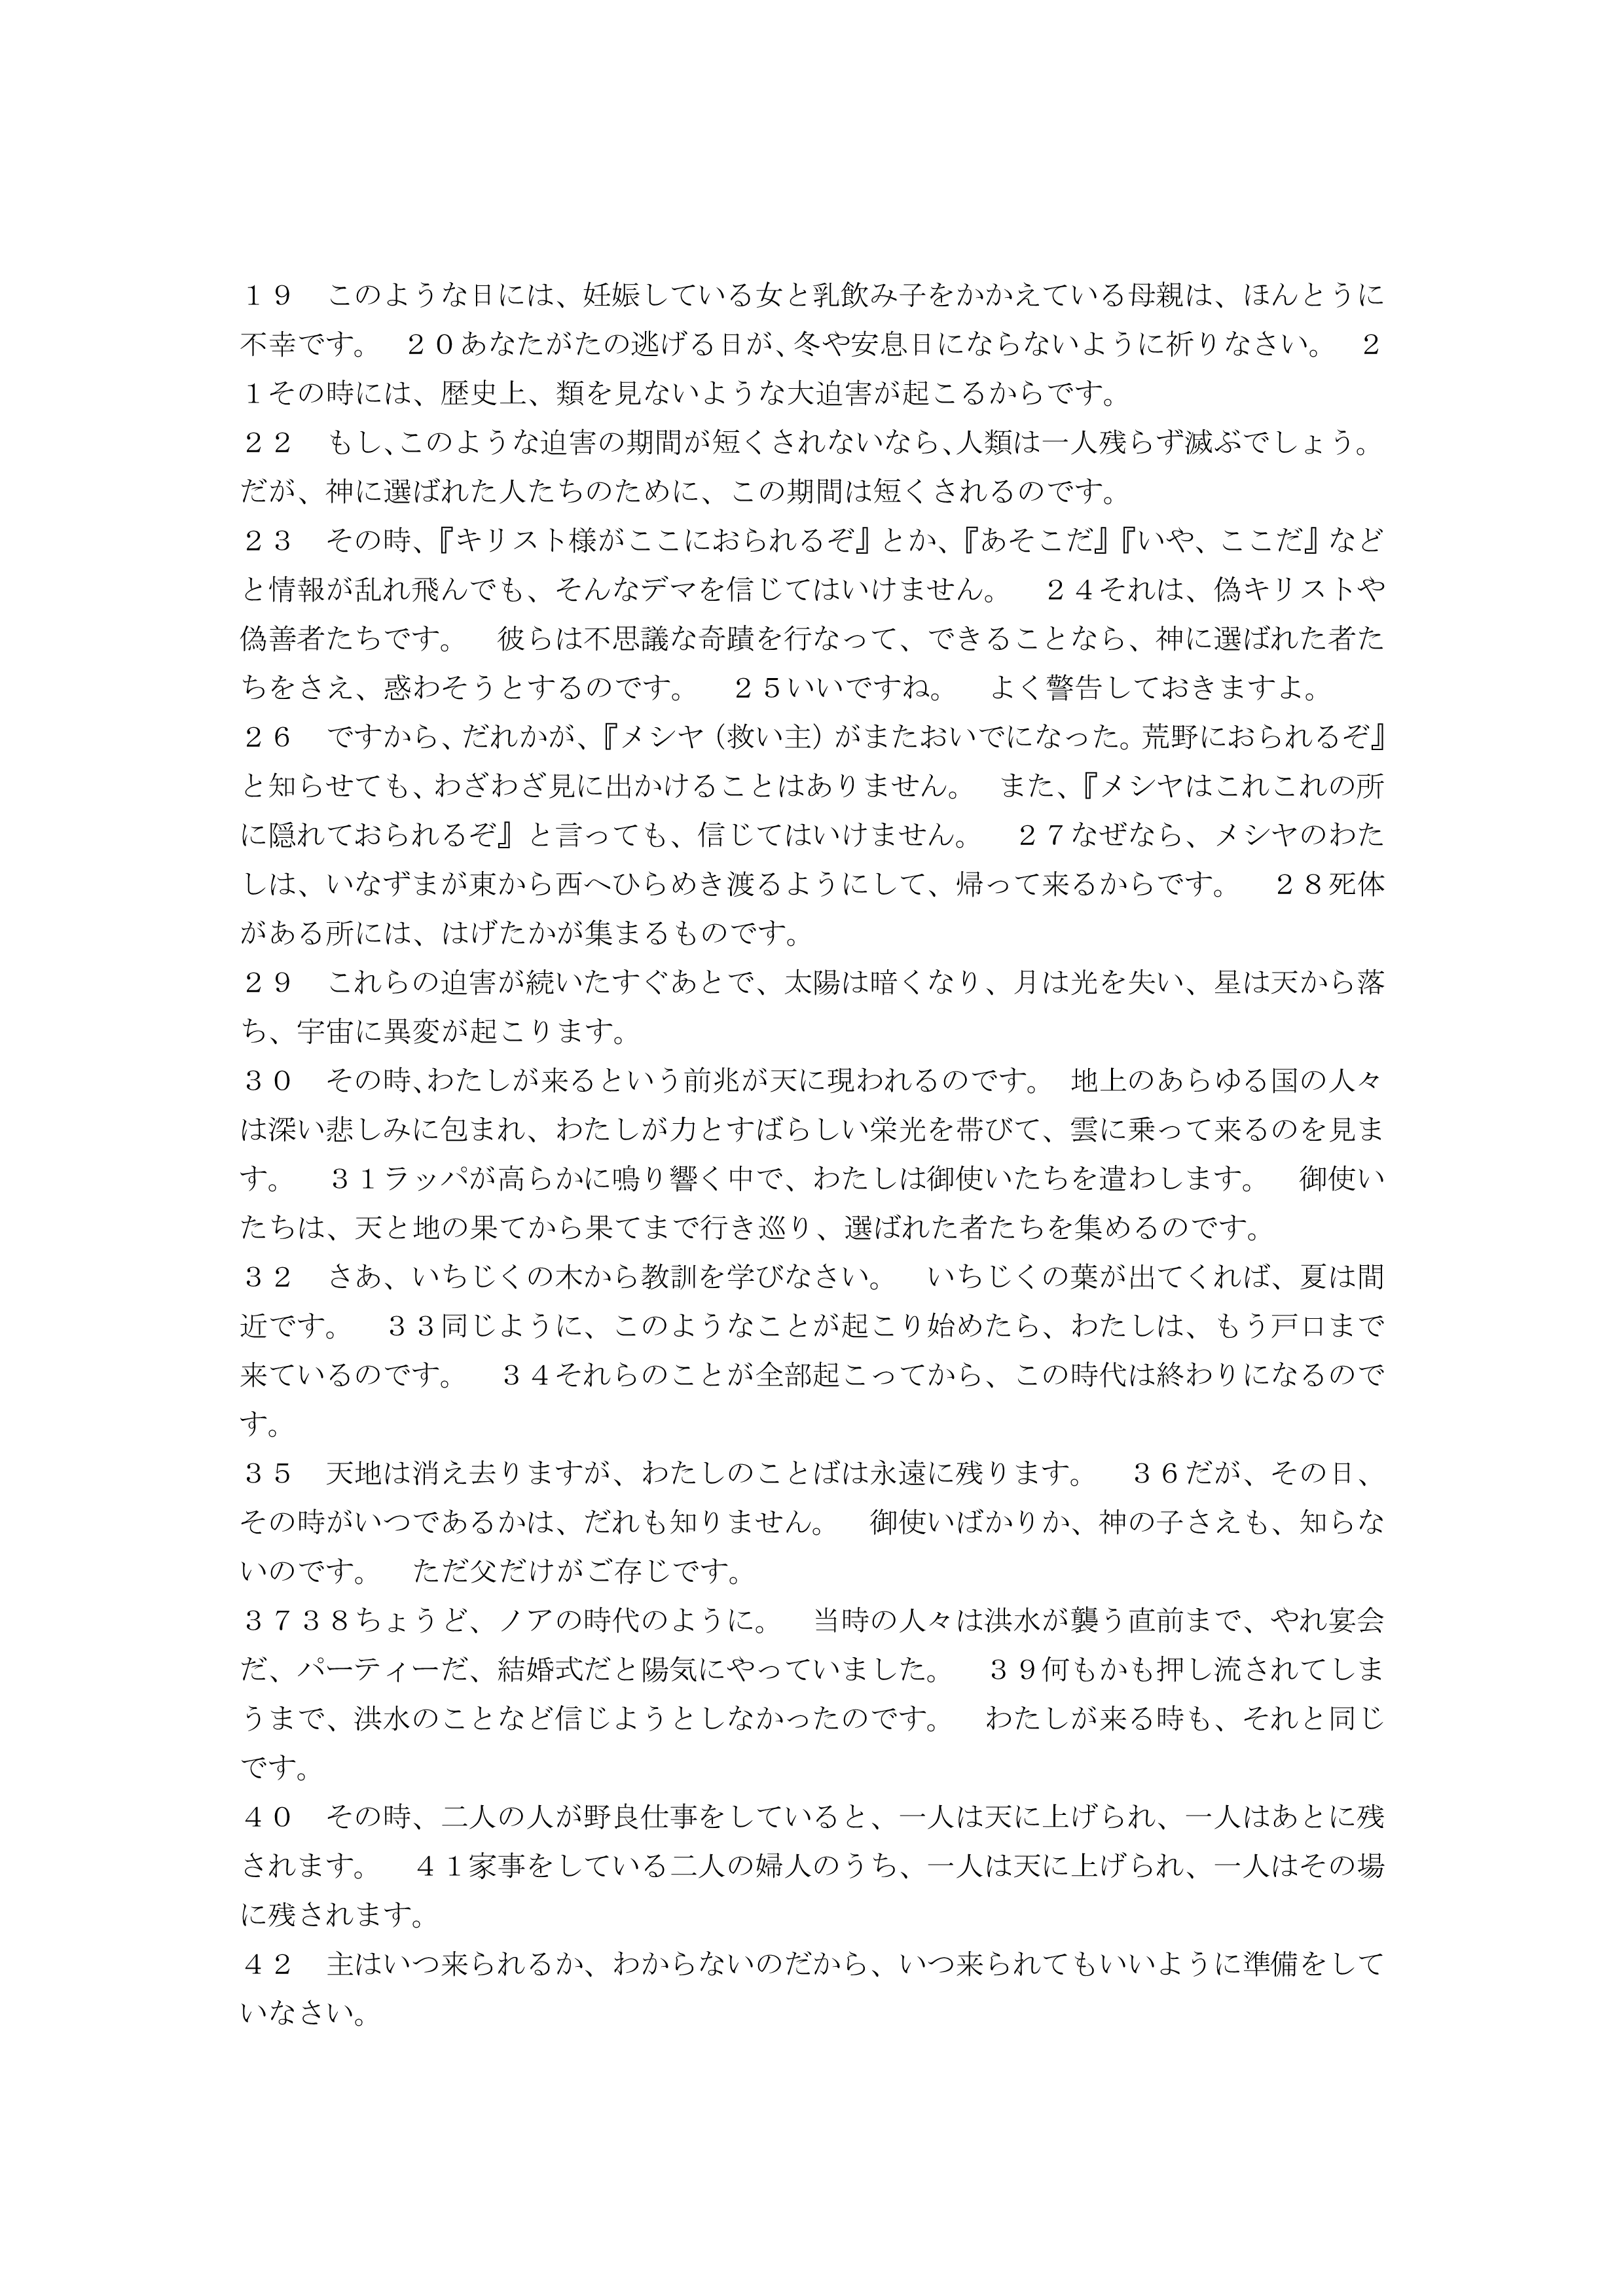 １９　このような日には、妊娠している女と乳飲み子をかかえている母親は、ほんとうに
不幸です。　２０あなたがたの逃げる日が、冬や安息日にならないように祈りなさい。　２
１その時には、歴史上、類を見ないような大迫害が起こるからです。
２２　もし、このような迫害の期間が短くされないなら、人類は一人残らず滅ぶでしょう。
だが、神に選ばれた人たちのために、この期間は短くされるのです。
２３　その時、『キリスト様がここにおられるぞ』とか、『あそこだ』『いや、ここだ』など
と情報が乱れ飛んでも、そんなデマを信じてはいけません。　２４それは、偽キリストや
偽善者たちです。　彼らは不思議な奇蹟を行なって、できることなら、神に選ばれた者た
ちをさえ、惑わそうとするのです。　２５いいですね。　よく警告しておきますよ。
２６　ですから、だれかが、『メシヤ（救い主）がまたおいでになった。荒野におられるぞ』
と知らせても、わざわざ見に出かけることはありません。　また、『メシヤはこれこれの所
に隠れておられるぞ』と言っても、信じてはいけません。　２７なぜなら、メシヤのわた
しは、いなずまが東から西へひらめき渡るようにして、帰って来るからです。　２８死体
がある所には、はげたかが集まるものです。
２９　これらの迫害が続いたすぐあとで、太陽は暗くなり、月は光を失い、星は天から落
ち、宇宙に異変が起こります。
３０　その時、わたしが来るという前兆が天に現われるのです。　地上のあらゆる国の人々
は深い悲しみに包まれ、わたしが力とすばらしい栄光を帯びて、雲に乗って来るのを見ま
す。　３１ラッパが高らかに鳴り響く中で、わたしは御使いたちを遣わします。　御使い
たちは、天と地の果てから果てまで行き巡り、選ばれた者たちを集めるのです。
３２　さあ、いちじくの木から教訓を学びなさい。　いちじくの葉が出てくれば、夏は間
近です。　３３同じように、このようなことが起こり始めたら、わたしは、もう戸口まで
来ているのです。　３４それらのことが全部起こってから、この時代は終わりになるので
す。
３５　天地は消え去りますが、わたしのことばは永遠に残ります。　３６だが、その日、
その時がいつであるかは、だれも知りません。　御使いばかりか、神の子さえも、知らな
いのです。　ただ父だけがご存じです。
３７３８ちょうど、ノアの時代のように。　当時の人々は洪水が襲う直前まで、やれ宴会
だ、パーティーだ、結婚式だと陽気にやっていました。　３９何もかも押し流されてしま
うまで、洪水のことなど信じようとしなかったのです。　わたしが来る時も、それと同じ
です。
４０　その時、二人の人が野良仕事をしていると、一人は天に上げられ、一人はあとに残
されます。　４１家事をしている二人の婦人のうち、一人は天に上げられ、一人はその場
に残されます。
４２　主はいつ来られるか、わからないのだから、いつ来られてもいいように準備をして
いなさい。